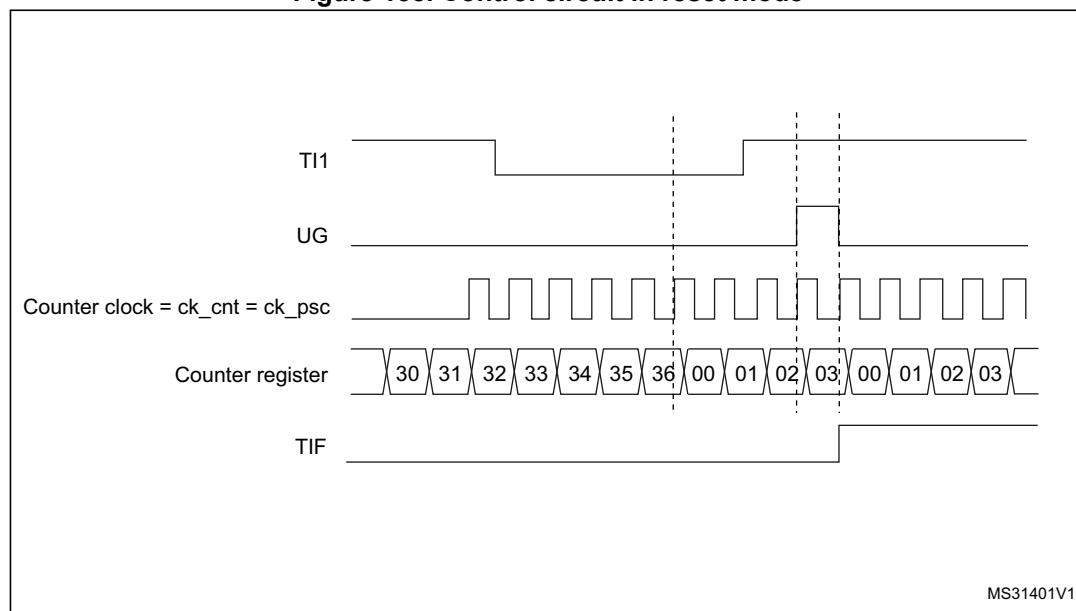 Figure Control circuit in reset mode
TI1
UG
Counter clock = ck_cnt = ck_psc
Counter register 30 31 32 33 34 35 36 00 01 02 03 00 01 02 03
TIF
MS31401V1